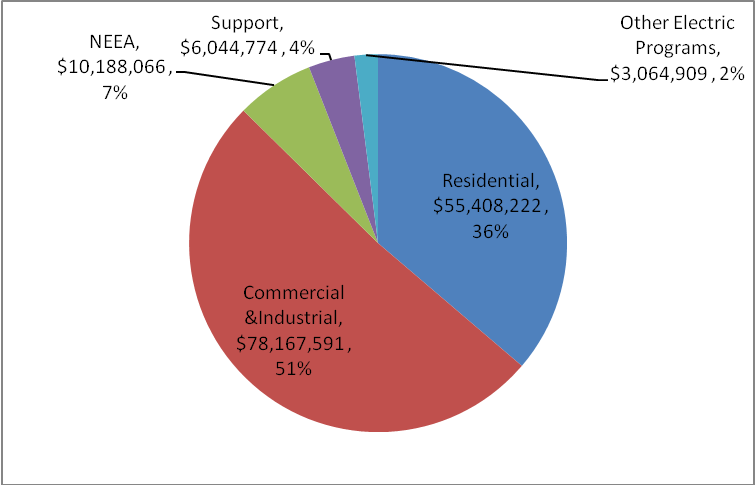 Support,
$6,044,774 , 4%
NEEA,
$10,188,066 ,
7%
Other Electric
Programs,
$3,064,909 , 2%
Residential,
$55,408,222 ,
36%
Commercial
&Industrial,
$78,167,591 ,
51%